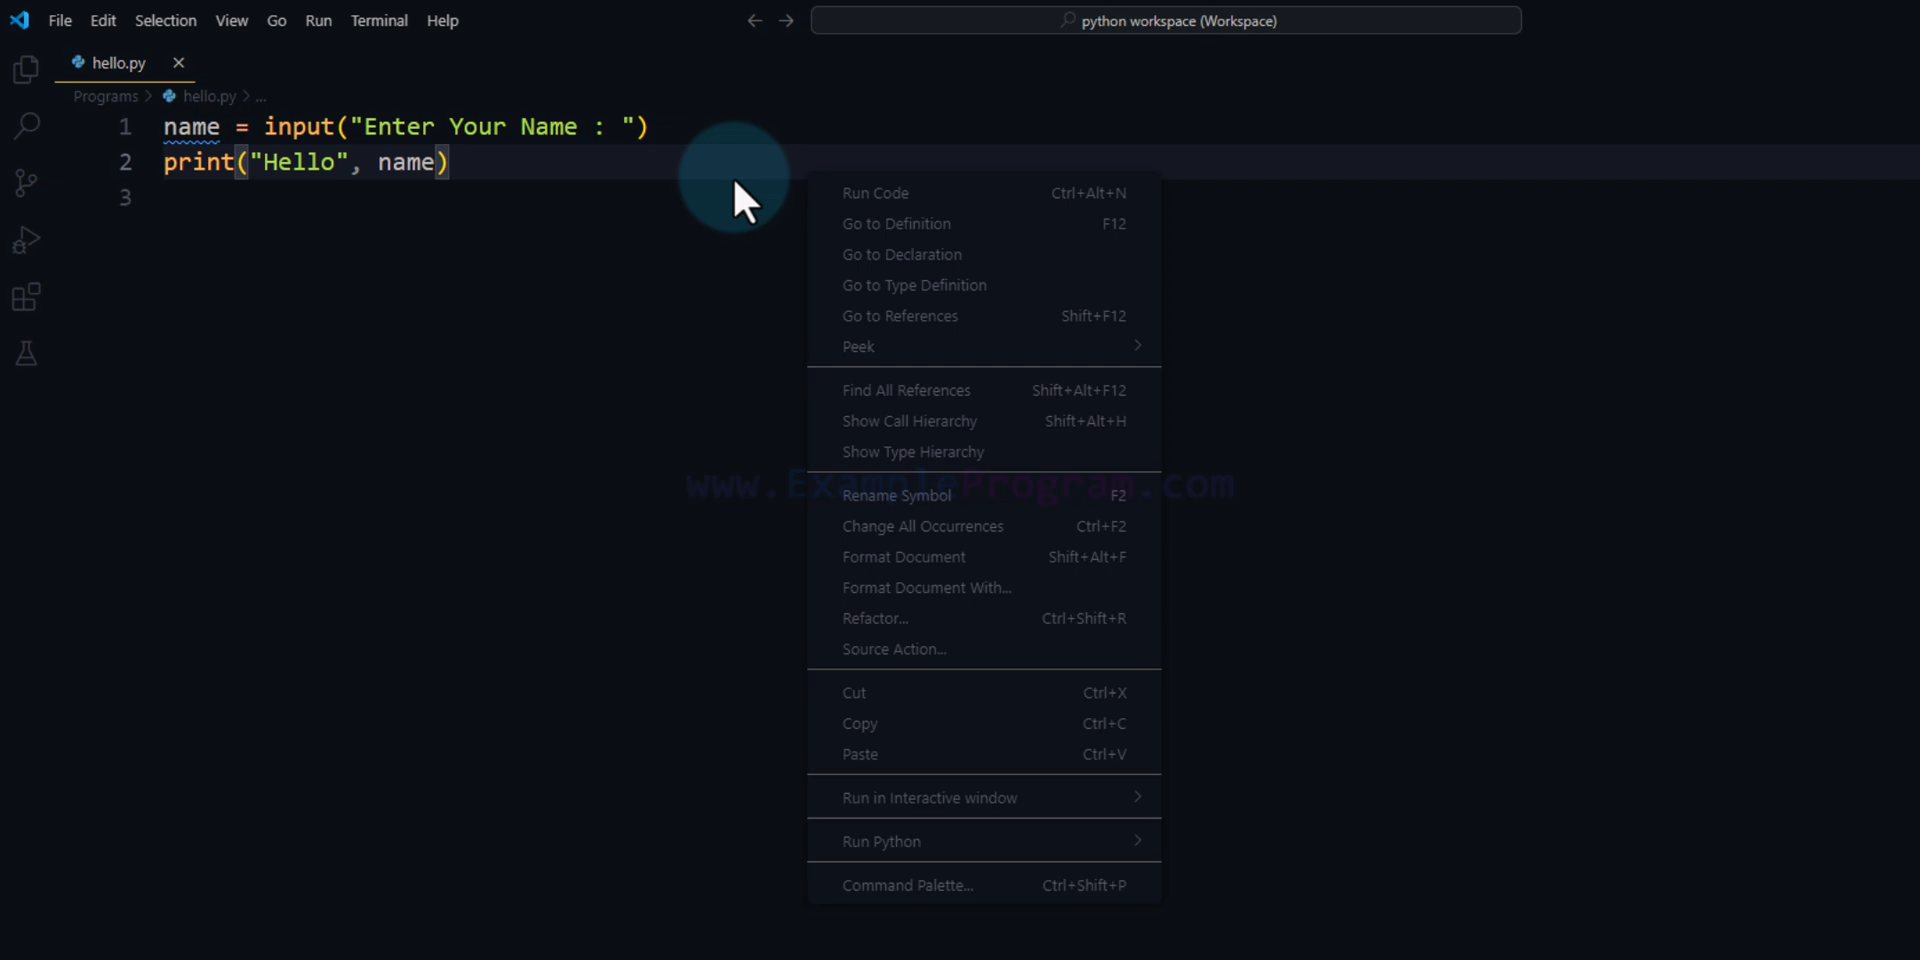 File Edit Selection View Go Run Terminal Help
python workspace (Workspace)
hello.py
Programs > hello.py > ...
1 name = input("Enter Your Name : ")
2 print("Hello", name)
3
Run Code Ctrl+Alt+N
Go to Definition F12
Go to Declaration
Go to Type Definition
Go to References Shift+F12
Peek
Find All References Shift+Alt+F12
Show Call Hierarchy Shift+Alt+H
Show Type Hierarchy
www.ExampleProgram.com
Rename Symbol F2
Change All Occurrences Ctrl+F2
Format Document Shift+Alt+F
Format Document With...
Refactor... Ctrl+Shift+R
Source Action...
Cut Ctrl+X
Copy Ctrl+C
Paste Ctrl+V
Run in Interactive window
Run Python
Command Palette... Ctrl+Shift+P